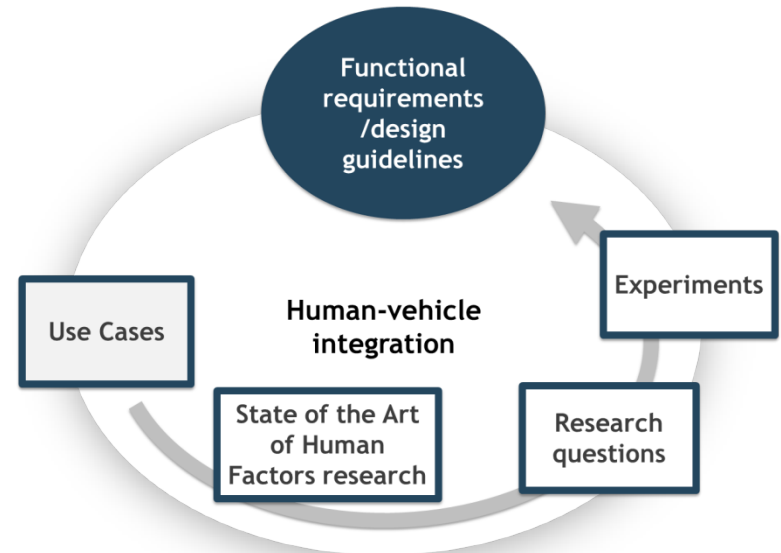 Functional
requirements
/design
guidelines
Use Cases
Human-vehicle
integration
Experiments
State of the Art
of Human
Factors research
Research
questions